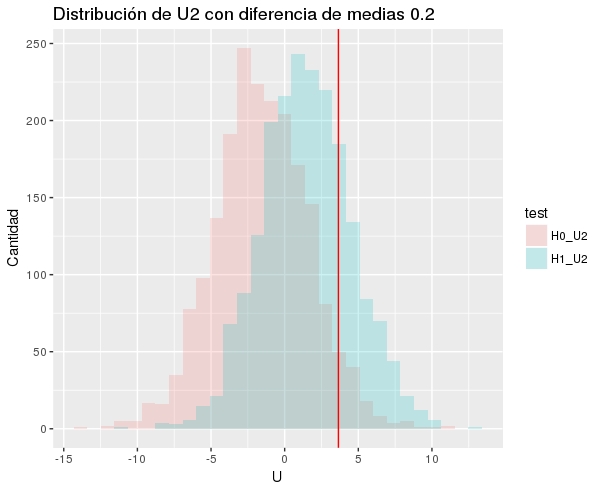 Distribución de U2 con diferencia de medias 0.2
Cantidad
250
200
150
100
50
0
-15 -10 -5 0 5 10
U
test
H0_U2
H1_U2